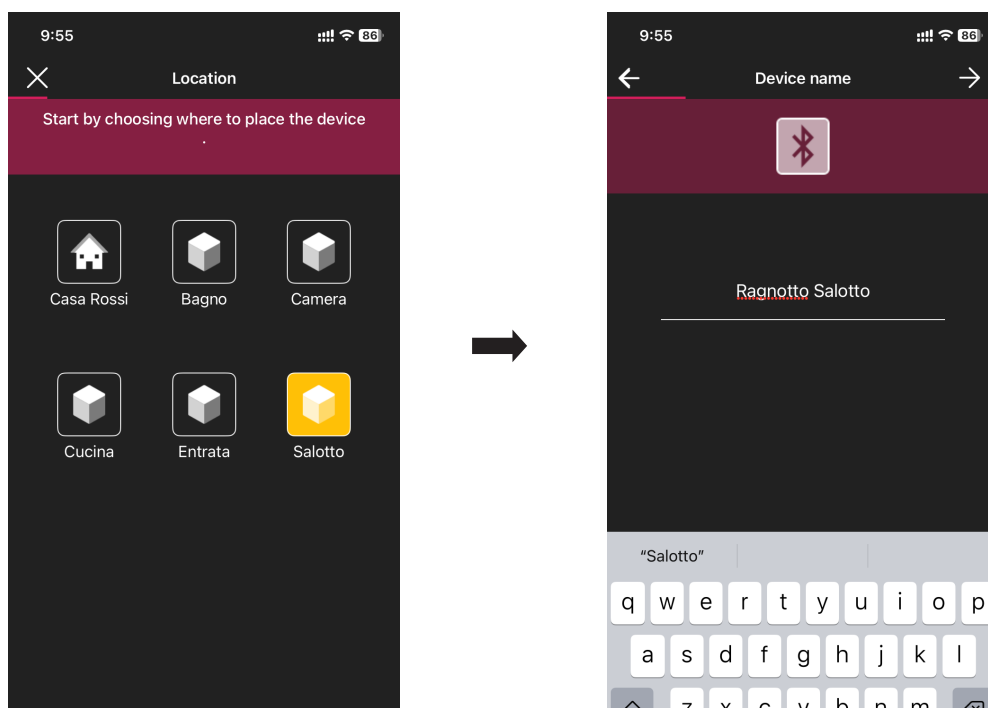 9:55
86
Location
Start by choosing where to place the device
.
Casa Rossi
Bagno
Camera
Cucina
Entrata
Salotto
9:55
86
Device name
Ragnotto Salotto
“Salotto”
q w e r t y u i o p
a s d f g h j k l
z x c v b n m